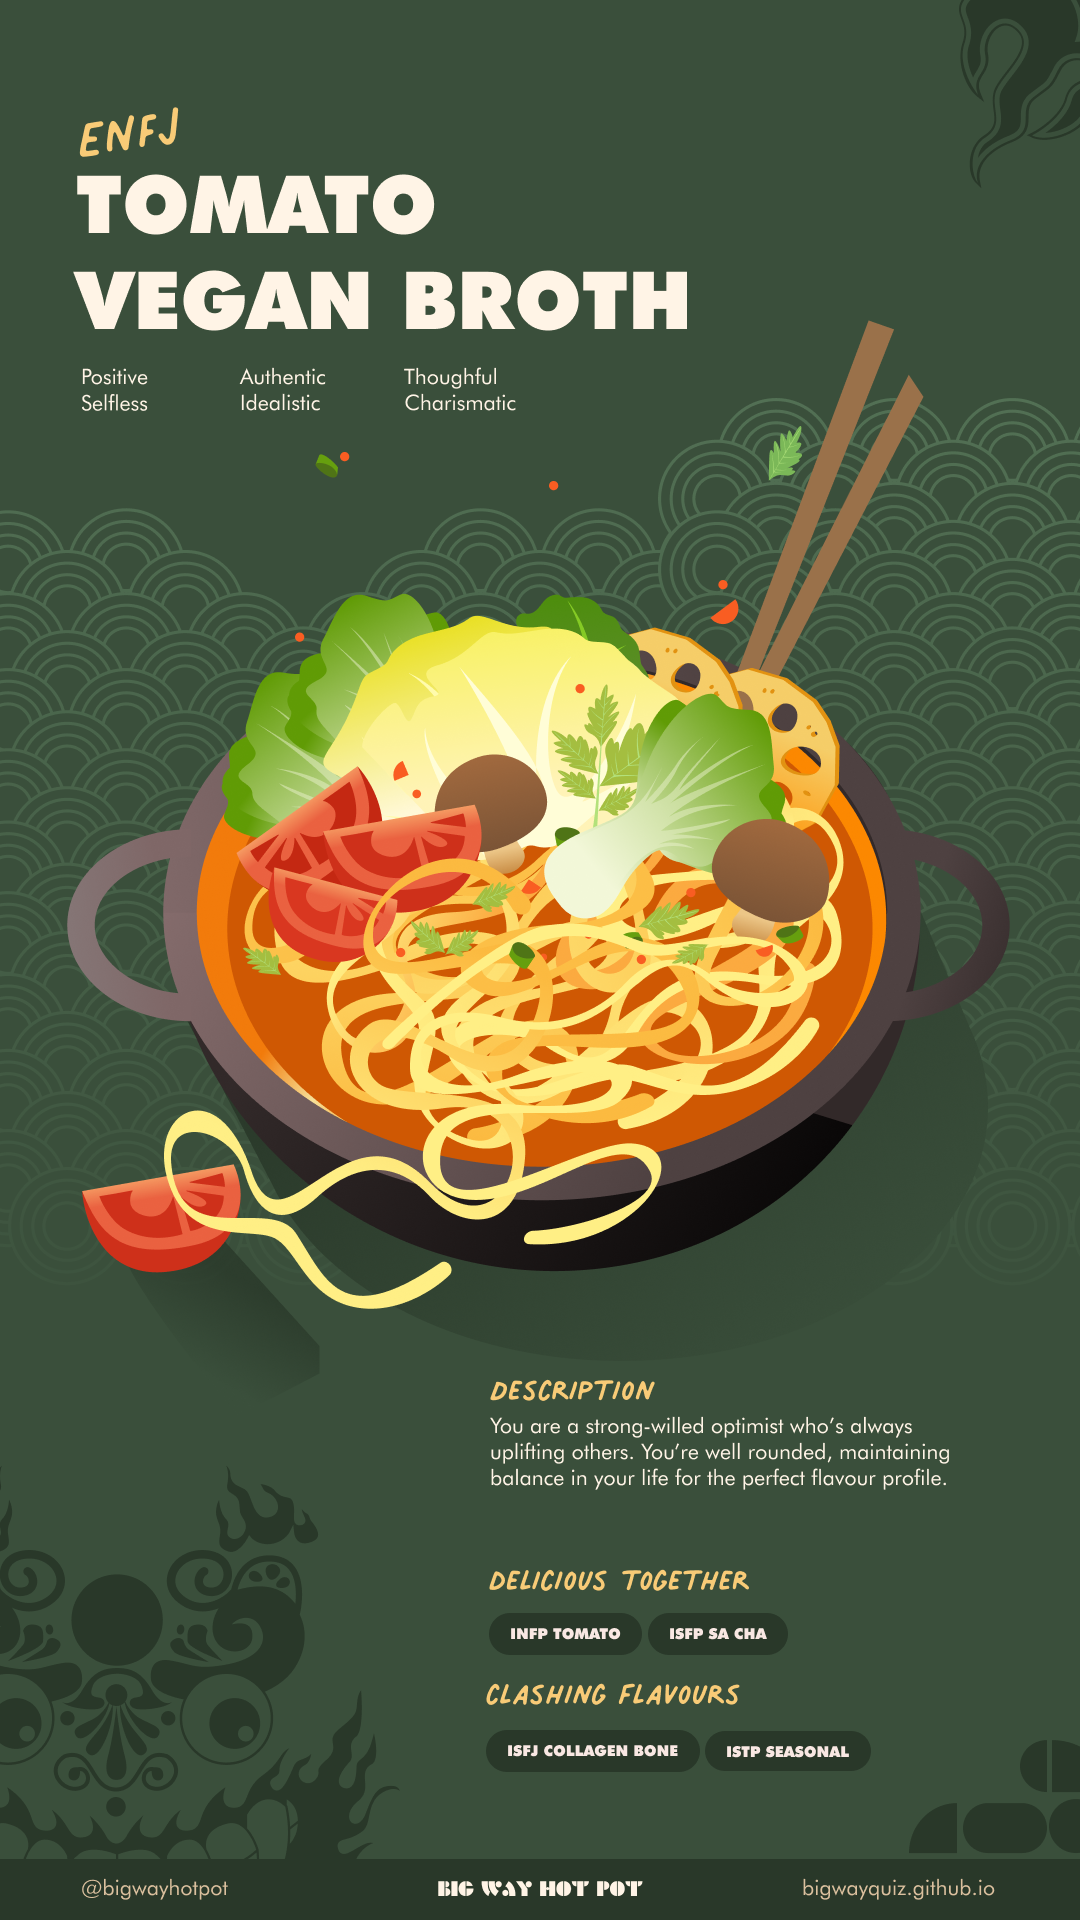 ENFJ
TOMATO
VEGAN BROTH
Positive Authentic Thoughful
Selfless Idealistic Charismatic
DESCRIPTION
You are a strong-willed optimist who’s always
uplifting others. You’re well rounded, maintaining
balance in your life for the perfect flavour profile.
DELICIOUS TOGETHER
INFP TOMATO ISFP SA CHA
CLASHING FLAVOURS
ISFJ COLLAGEN BONE ISTP SEASONAL
@bigwayhotpot BIG WAY HOT POT bigwayquiz.github.io